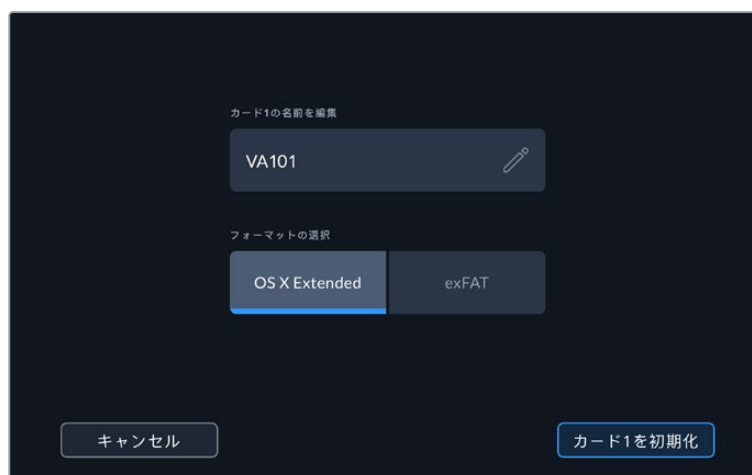 カード1の名前を編集
VA101
フォーマットの選択
OS X Extended
exFAT
キャンセル
カード1を初期化